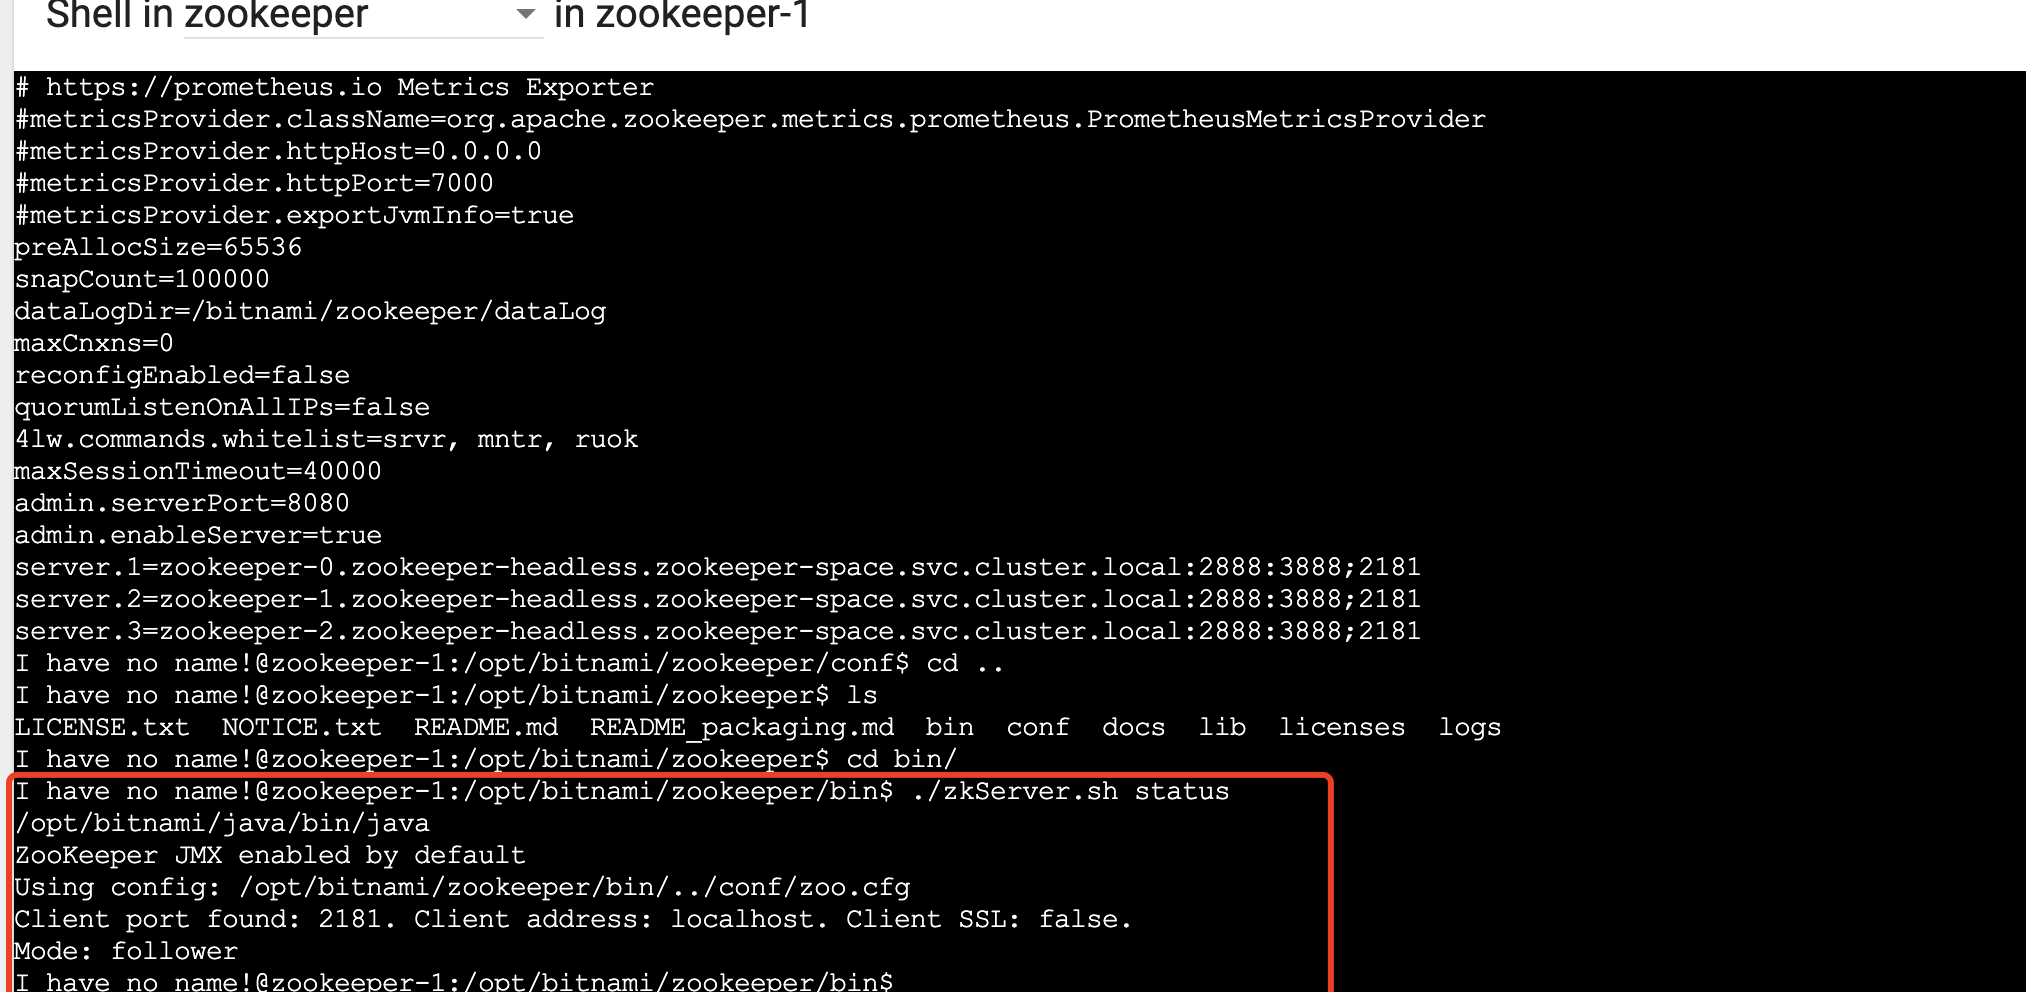 Shell in zookeeper in zookeeper-1
# https://prometheus.io Metrics Exporter
#metricsProvider.className=org.apache.zookeeper.metrics.prometheus.PrometheusMetricsProvider
#metricsProvider.httpHost=0.0.0.0
#metricsProvider.httpPort=7000
#metricsProvider.exportJvmInfo=true
preAllocSize=65536
snapCount=100000
dataLogDir=/bitnami/zookeeper/dataLog
maxCnxns=0
reconfigEnabled=false
quorumListenOnAllIPs=false
4lw.commands.whitelist=srvr, mntr, ruok
maxSessionTimeout=40000
admin.serverPort=8080
admin.enableServer=true
server.1=zookeeper-0.zookeeper-headless.zookeeper-space.svc.cluster.local:2888:3888;2181
server.2=zookeeper-1.zookeeper-headless.zookeeper-space.svc.cluster.local:2888:3888;2181
server.3=zookeeper-2.zookeeper-headless.zookeeper-space.svc.cluster.local:2888:3888;2181
I have no name!@zookeeper-1:/opt/bitnami/zookeeper/conf$ cd ..
I have no name!@zookeeper-1:/opt/bitnami/zookeeper$ ls
LICENSE.txt  NOTICE.txt  README.md  README_packaging.md  bin  conf  docs  lib  licenses  logs
I have no name!@zookeeper-1:/opt/bitnami/zookeeper$ cd bin/
I have no name!@zookeeper-1:/opt/bitnami/zookeeper/bin$ ./zkServer.sh status
/opt/bitnami/java/bin/java
ZooKeeper JMX enabled by default
Using config: /opt/bitnami/zookeeper/bin/../conf/zoo.cfg
Client port found: 2181. Client address: localhost. Client SSL: false.
Mode: follower
I have no name!@zookeeper-1:/opt/bitnami/zookeeper/bin$